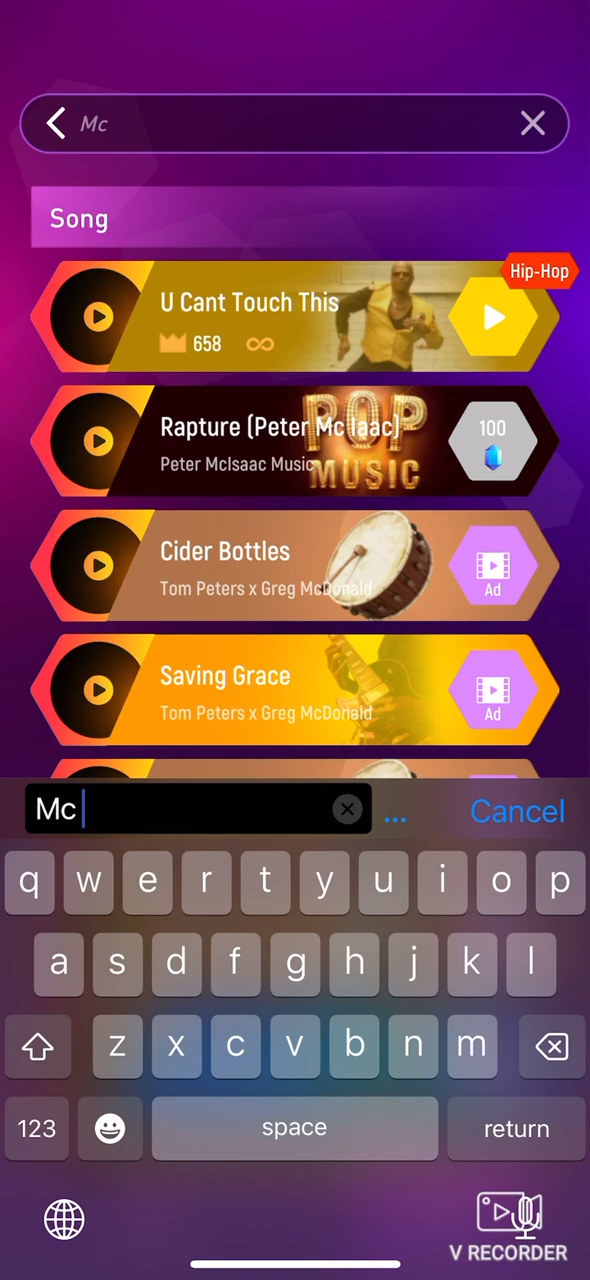 Mc
Song
Hip-Hop
U Cant Touch This
658
Rapture (Peter Mc Iaac)
Peter McIsaac Music
POP
MUSIC
100
Cider Bottles
Tom Peters x Greg McDonald
Ad
Saving Grace
Tom Peters x Greg McDonald
Ad
Mc
...
Cancel
q w e r t y u i o p
a s d f g h j k l
z x c v b n m
123
space
return
V RECORDER